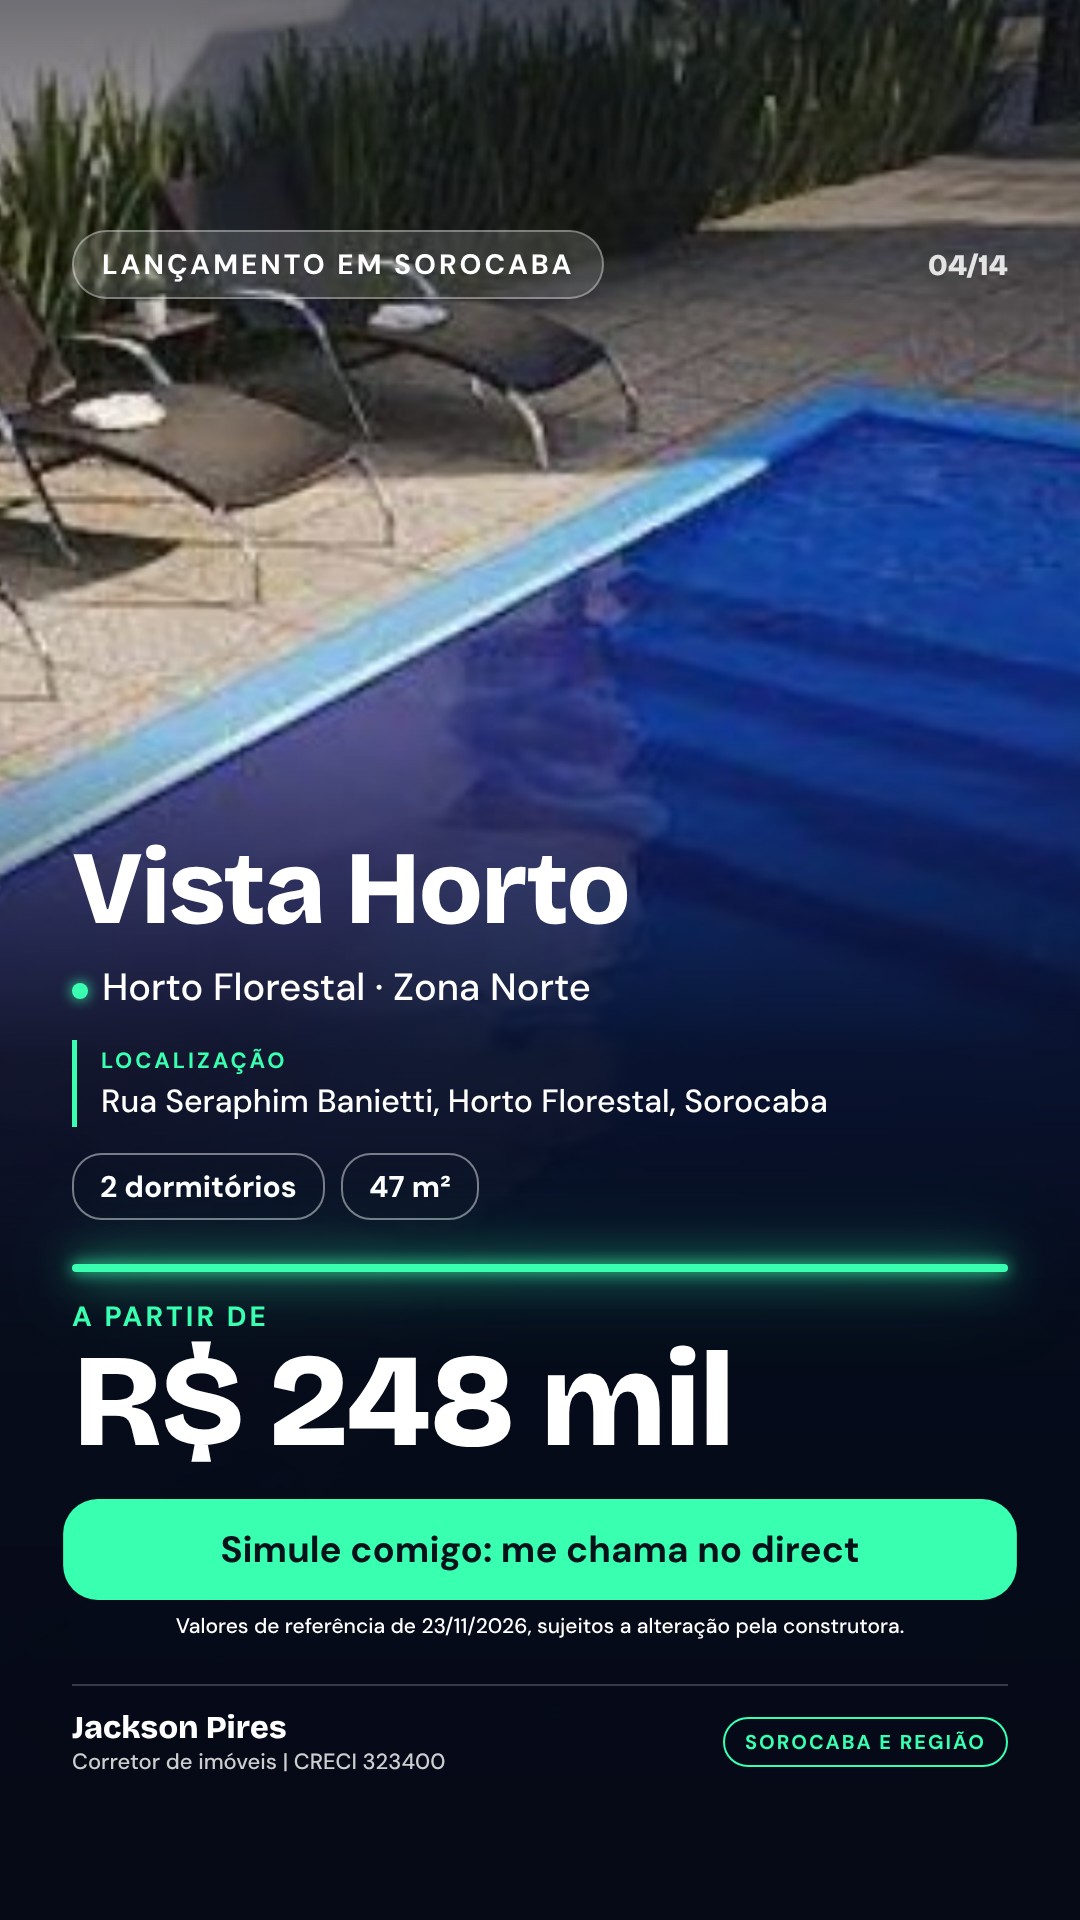 LANÇAMENTO EM SOROCABA
04/14
Vista Horto
Horto Florestal · Zona Norte
LOCALIZAÇÃO
Rua Seraphim Banietti, Horto Florestal, Sorocaba
2 dormitórios
47 m²
A PARTIR DE
R$ 248 mil
Simule comigo: me chama no direct
Valores de referência de 23/11/2026, sujeitos a alteração pela construtora.
Jackson Pires
Corretor de imóveis | CRECI 323400
SOROCABA E REGIÃO